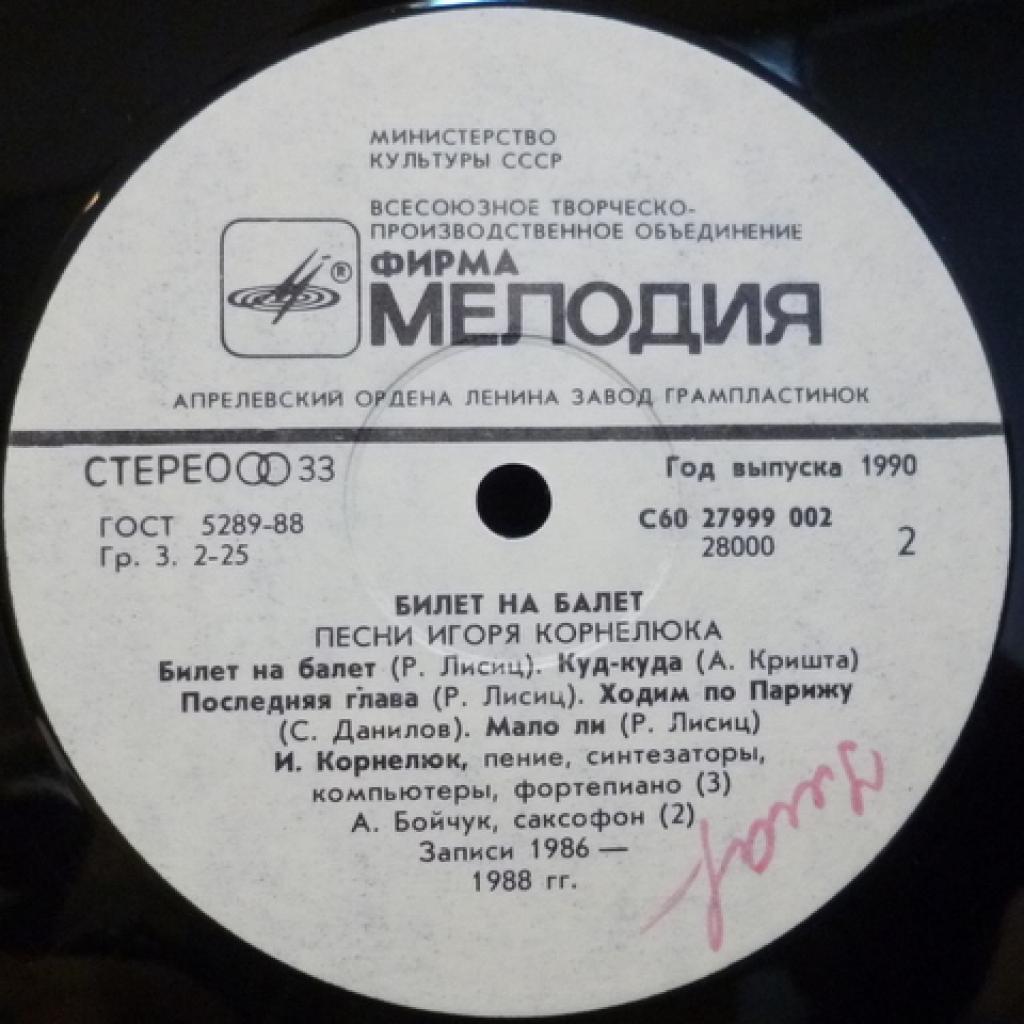 МИНИСТЕРСТВО
КУЛЬТУРЫ СССР
ВСЕСОЮЗНОЕ ТВОРЧЕСКО-
ПРОИЗВОДСТВЕННОЕ ОБЪЕДИНЕНИЕ
®
ФИРМА
МЕЛОДИЯ
АПРЕЛЕВСКИЙ ОРДЕНА ЛЕНИНА ЗАВОД ГРАМПЛАСТИНОК
СТЕРЕО 33
Год выпуска 1990
ГОСТ 5289-88
С60 27999 002
Гр. 3. 2-25
28000
2
БИЛЕТ НА БАЛЕТ
ПЕСНИ ИГОРЯ КОРНЕЛЮКА
Билет на балет (Р. Лисиц). Куд-куда (А. Кришта)
Последняя глава (Р. Лисиц). Ходим по Парижу
(С. Данилов). Мало ли (Р. Лисиц)
И. Корнелюк, пение, синтезаторы,
компьютеры, фортепиано (3)
А. Бойчук, саксофон (2)
Записи 1986 —
1988 гг.